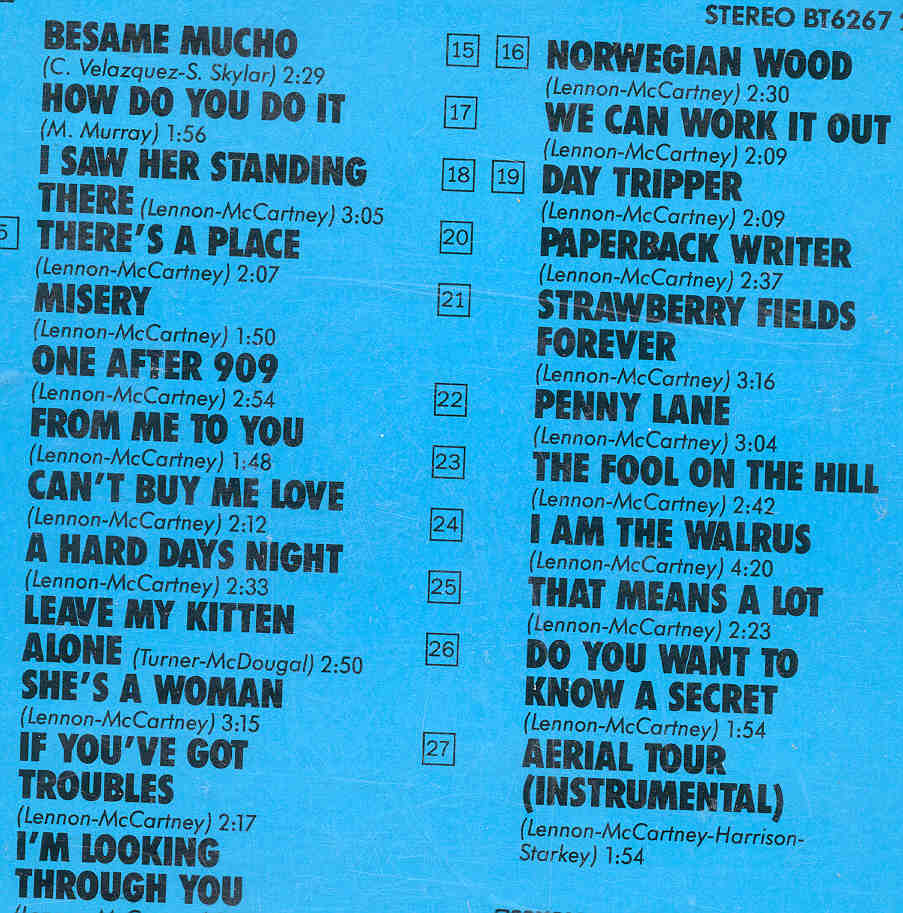 STEREO BT6267
BESAME MUCHO
(C. Velazquez-S. Skylar) 2:29
HOW DO YOU DO IT
(M. Murray) 1:56
I SAW HER STANDING
THERE (Lennon-McCartney) 3:05
5 THERE'S A PLACE
(Lennon-McCartney) 2:07
MISERY
(Lennon-McCartney) 1:50
ONE AFTER 909
(Lennon-McCartney) 2:54
FROM ME TO YOU
(Lennon-McCartney) 1:48
CAN'T BUY ME LOVE
(Lennon-McCartney) 2:12
A HARD DAYS NIGHT
(Lennon-McCartney) 2:33
LEAVE MY KITTEN
ALONE (Turner-McDougal) 2:50
SHE'S A WOMAN
(Lennon-McCartney) 3:15
IF YOU'VE GOT
TROUBLES
(Lennon-McCartney) 2:17
I'M LOOKING
THROUGH YOU
15 16 NORWEGIAN WOOD
(Lennon-McCartney) 2:30
17 WE CAN WORK IT OUT
(Lennon-McCartney) 2:09
18 19 DAY TRIPPER
(Lennon-McCartney) 2:09
20 PAPERBACK WRITER
(Lennon-McCartney) 2:37
21 STRAWBERRY FIELDS
FOREVER
(Lennon-McCartney) 3:16
22 PENNY LANE
(Lennon-McCartney) 3:04
23 THE FOOL ON THE HILL
(Lennon-McCartney) 2:42
24 I AM THE WALRUS
(Lennon-McCartney) 4:20
25 THAT MEANS A LOT
(Lennon-McCartney) 2:23
26 DO YOU WANT TO
KNOW A SECRET
(Lennon-McCartney) 1:54
27 AERIAL TOUR
(INSTRUMENTAL)
(Lennon-McCartney-Harrison-
Starkey) 1:54